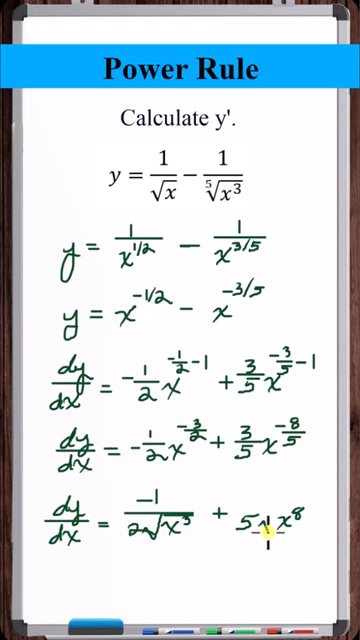 Power Rule
Calculate y'.
y = 1/√x − 1/⁵√x³
y = 1/x^1/2 − 1/x^3/5
y = x^-1/2 − x^-3/5
dy/dx = -1/2 x^-1/2-1 + 3/5 x^-3/5-1
dy/dx = -1/2 x^-3/2 + 3/5 x^-8/5
dy/dx = -1/2√x³ + 5√x⁸